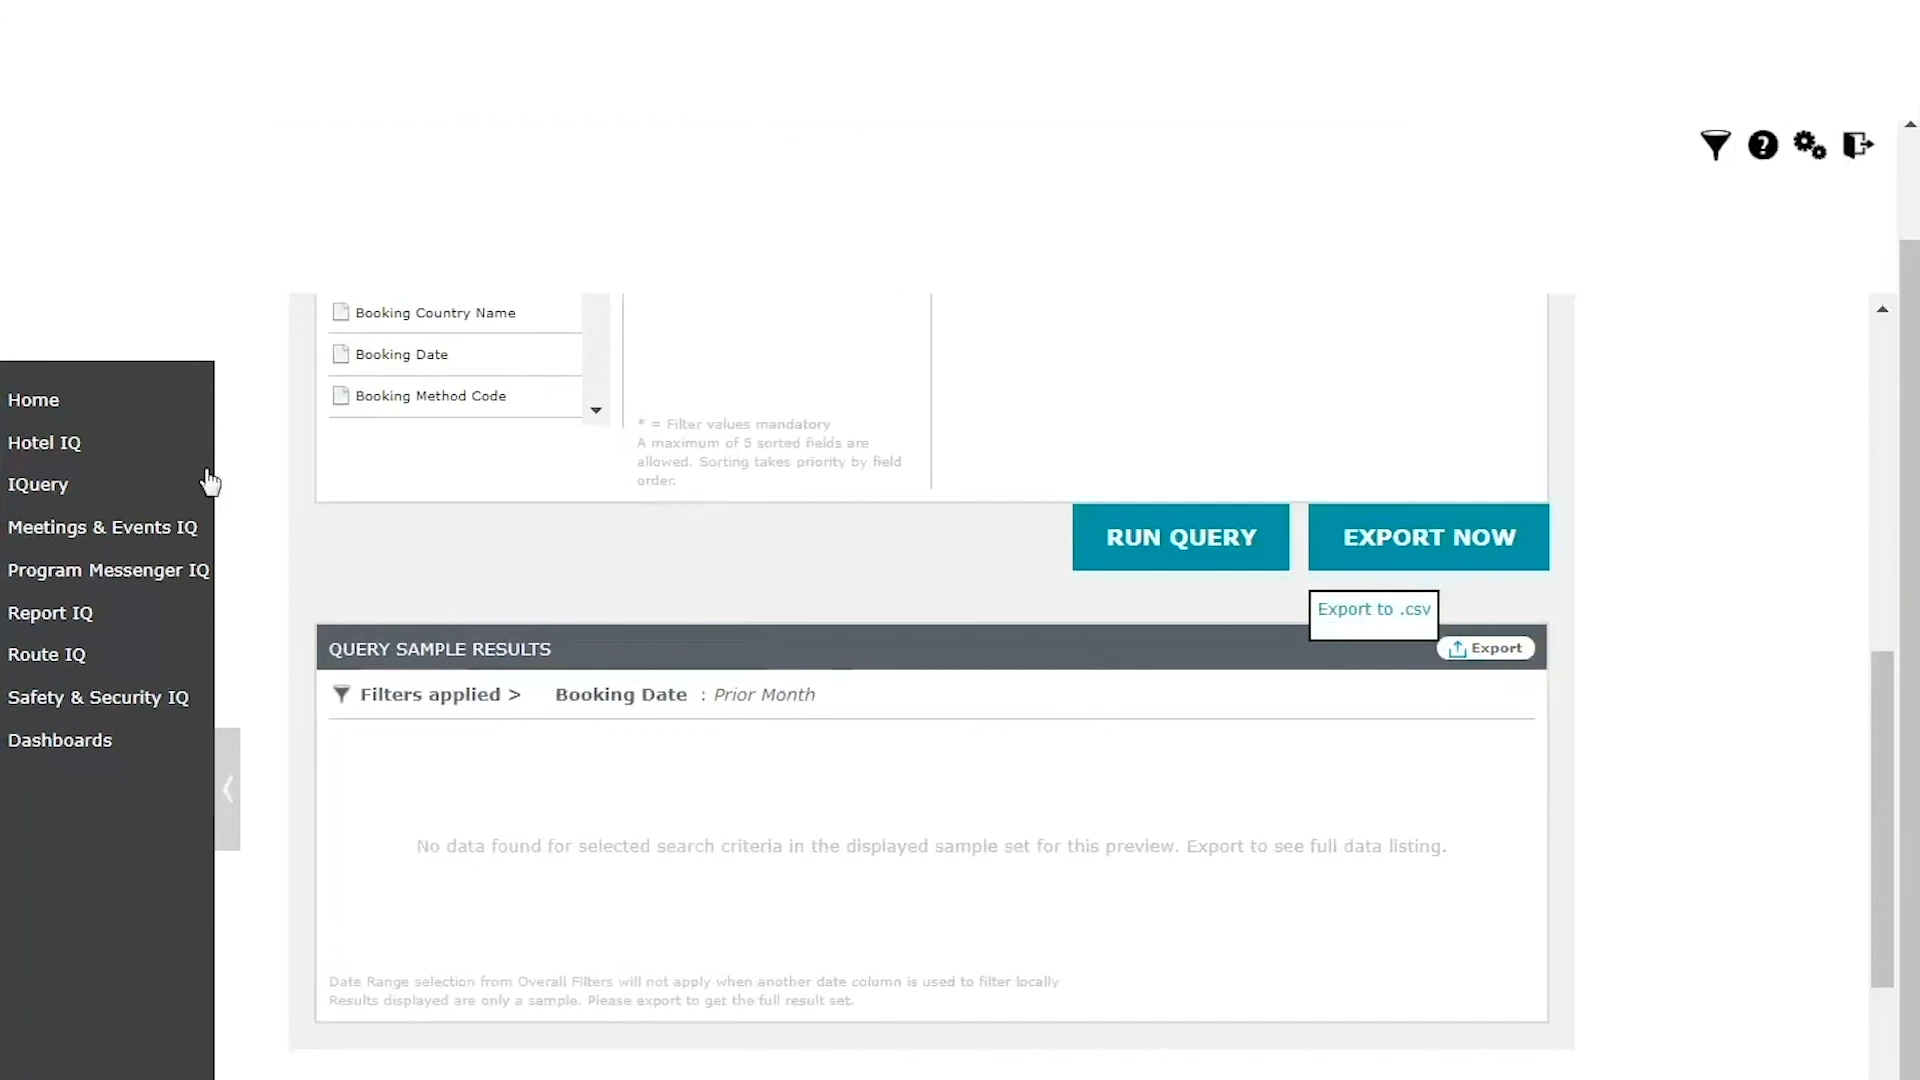 Home
Hotel IQ
IQuery
Meetings & Events IQ
Program Messenger IQ
Report IQ
Route IQ
Safety & Security IQ
Dashboards
Booking Country Name
Booking Date
Booking Method Code
* = Filter values mandatory
A maximum of 5 sorted fields are
allowed. Sorting takes priority by field
order.
RUN QUERY
EXPORT NOW
Export to .csv
QUERY SAMPLE RESULTS
Export
Filters applied > Booking Date : Prior Month
No data found for selected search criteria in the displayed sample set for this preview. Export to see full data listing.
Date Range selection from Overall Filters will not apply when another date column is used to filter locally
Results displayed are only a sample. Please export to get the full result set.